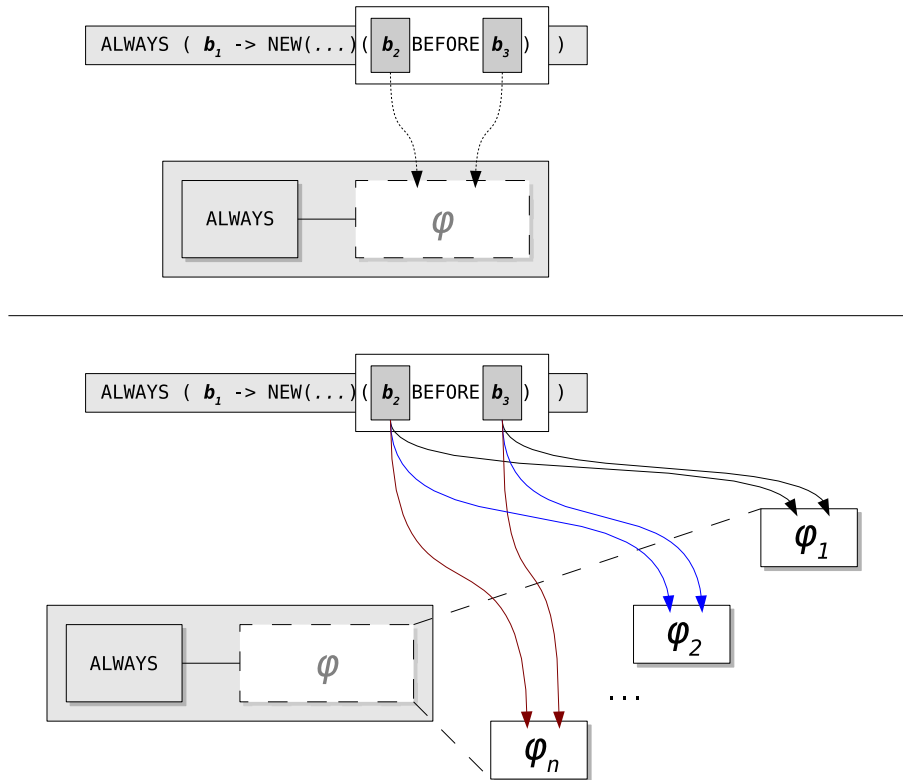 ALWAYS ( b₁ -> NEW(...)( b₂ BEFORE b₃ ) )
ALWAYS φ
ALWAYS ( b₁ -> NEW(...)( b₂ BEFORE b₃ ) )
φ₁
φ₂
ALWAYS φ
...
φₙ